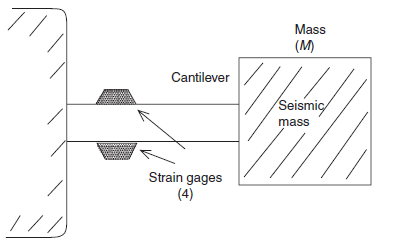 Mass
(M)
Cantilever
Seismic
mass
Strain gages
(4)